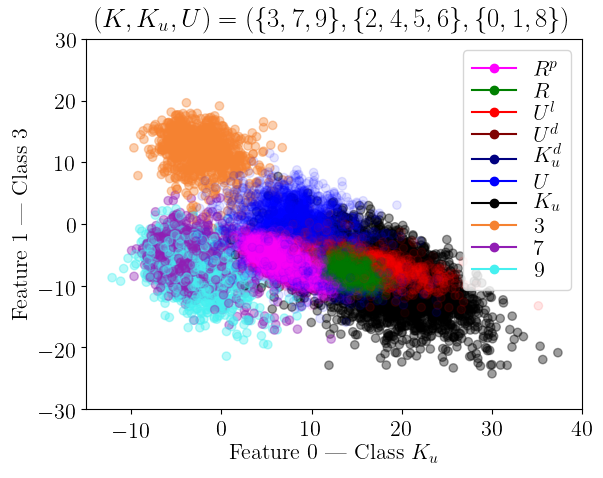 (K, K_u, U) = ({3, 7, 9}, {2, 4, 5, 6}, {0, 1, 8})
30
20
10
0
−10
−20
−30
Feature 1 — Class 3
R^p
R
U^l
U^d
K_u^d
U
K_u
3
7
9
−10
0
10
20
30
40
Feature 0 — Class K_u